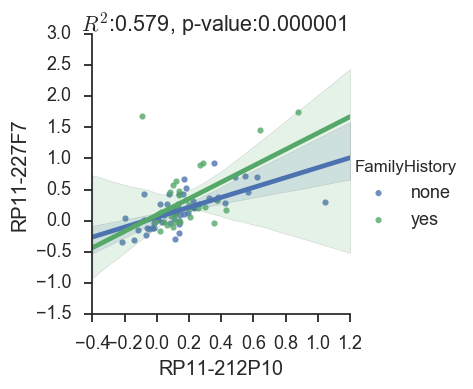 R²:0.579, p-value:0.000001
3.0
2.5
2.0
1.5
1.0
0.5
0.0
−0.5
−1.0
−1.5
RP11-227F7
−0.4 −0.2 0.0 0.2 0.4 0.6 0.8 1.0 1.2
RP11-212P10
FamilyHistory
none
yes